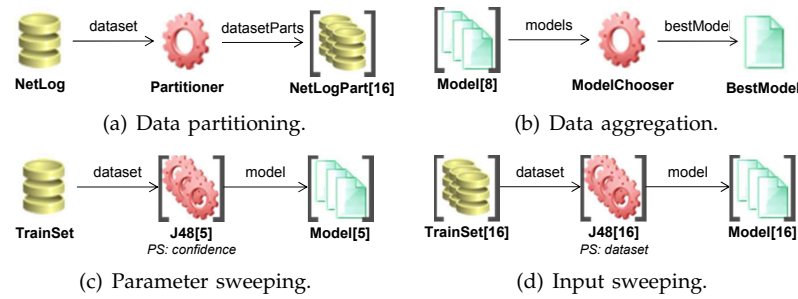 dataset
datasetParts
NetLog
Partitioner
NetLogPart[16]
(a) Data partitioning.
models
bestModel
Model[8]
ModelChooser
BestModel
(b) Data aggregation.
dataset
model
TrainSet
J48[5]
Model[5]
PS: confidence
(c) Parameter sweeping.
dataset
model
TrainSet[16]
J48[16]
Model[16]
PS: dataset
(d) Input sweeping.